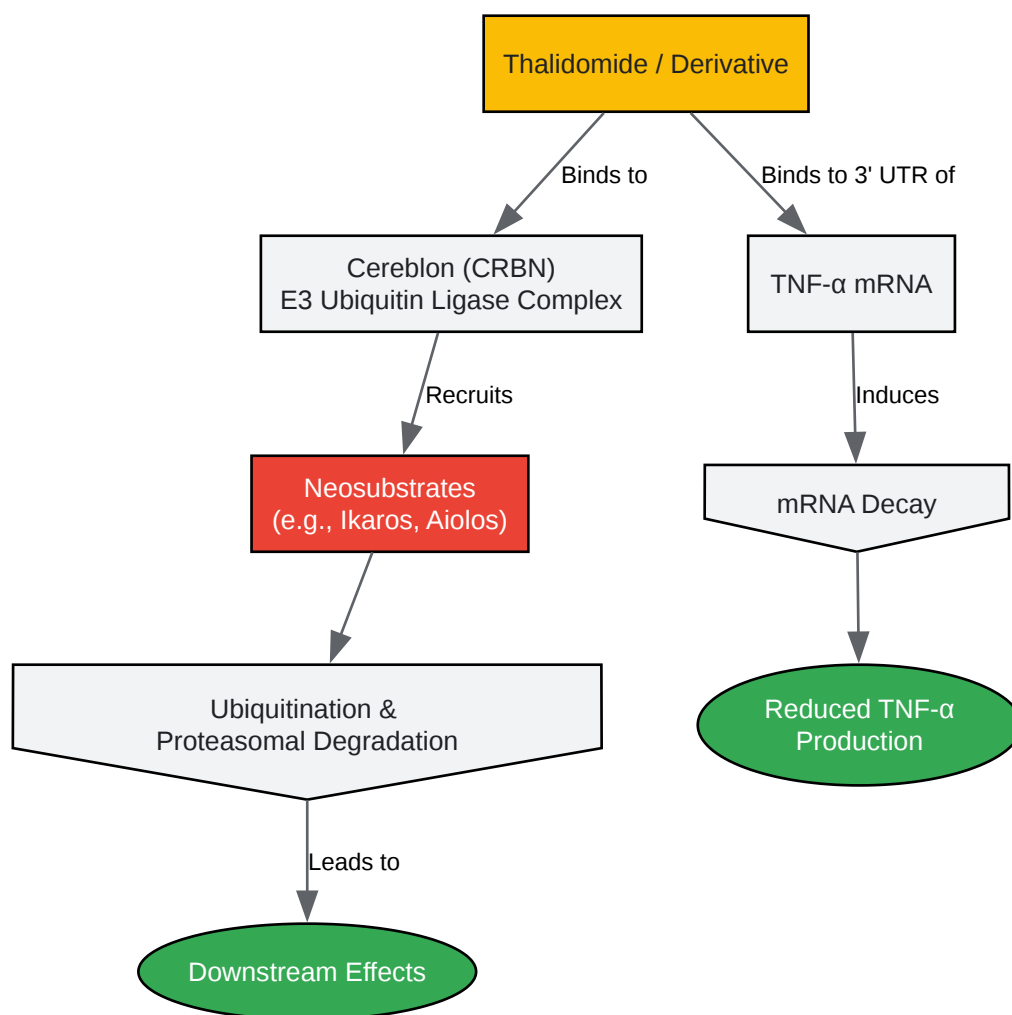 Thalidomide / Derivative
Binds to
Binds to 3' UTR of
Cereblon (CRBN)
E3 Ubiquitin Ligase Complex
TNF-α mRNA
Recruits
Induces
Neosubstrates
(e.g., Ikaros, Aiolos)
mRNA Decay
Ubiquitination &
Proteasomal Degradation
Reduced TNF-α
Production
Leads to
Downstream Effects